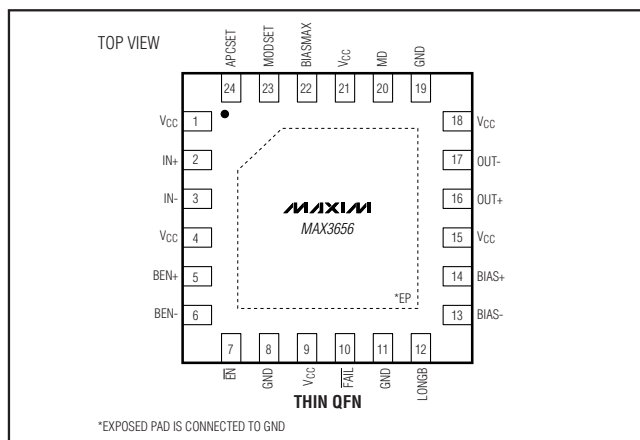 TOP VIEW
APCSET
MODSET
BIASMAX
VCC
MD
GND
24 23 22 21 20 19
VCC 1 18 VCC
IN+ 2 17 OUT-
IN- 3 16 OUT+
MAXIM
MAX3656
VCC 4 15 VCC
BEN+ 5 14 BIAS+
*EP
BEN- 6 13 BIAS-
7 8 9 10 11 12
EN
GND
VCC
FAIL
GND
LONGB
THIN QFN
*EXPOSED PAD IS CONNECTED TO GND